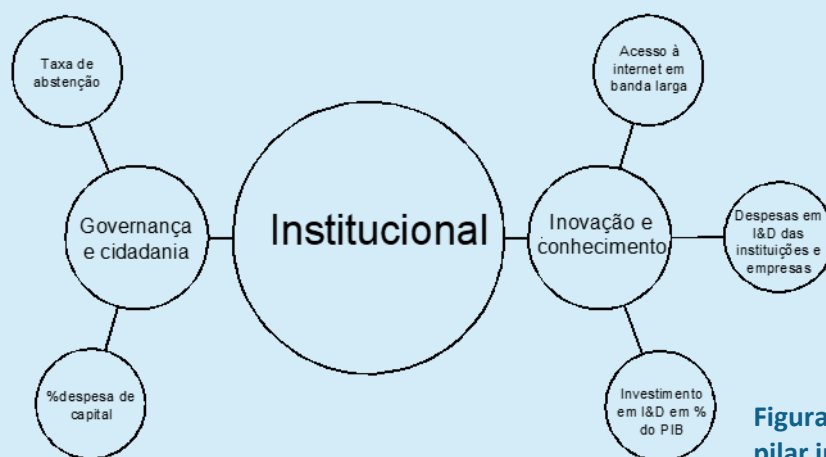 Taxa de
abstenção
Governança
e cidadania
%despesa de
capital
Institucional
Acesso à
internet em
banda larga
Inovação e
conhecimento
Despesas em
I&D das
instituições e
empresas
Investimento
em I&D em %
do PIB
Figura
pilar